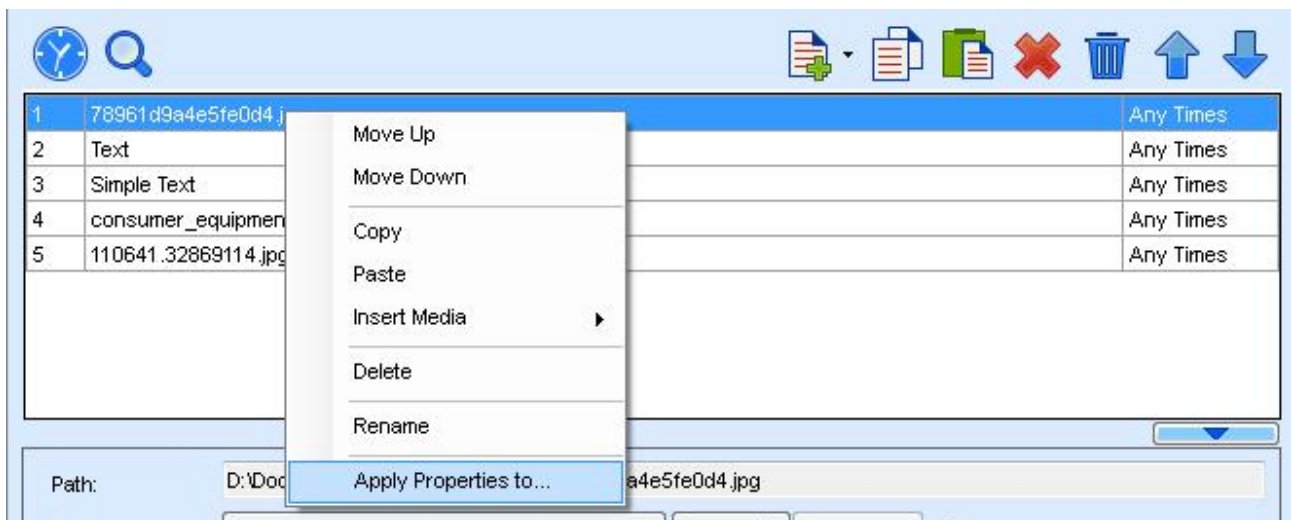 1 78961d9a4e5fe0d4.j Any Times
Move Up
2 Text Any Times
Move Down
3 Simple Text Any Times
4 consumer_equipmen Any Times
Copy
5 110641.32869114.jpg Any Times
Paste
Insert Media
Delete
Rename
Apply Properties to...
Path: D:\Doc a4e5fe0d4.jpg